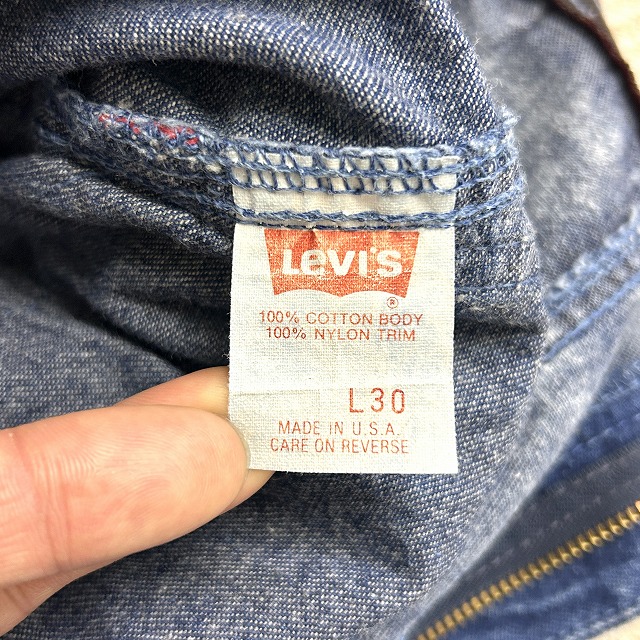 Levi's
®
100% COTTON BODY
100% NYLON TRIM
L30
MADE IN U.S.A.
CARE ON REVERSE